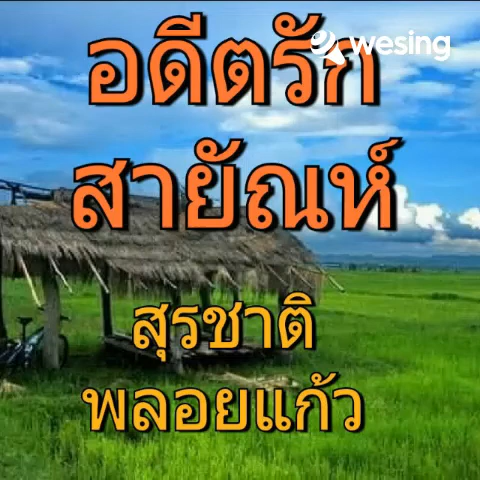 wesing
อดีตรัก
สายัณห์
สุรชาติ
พลอยแก้ว